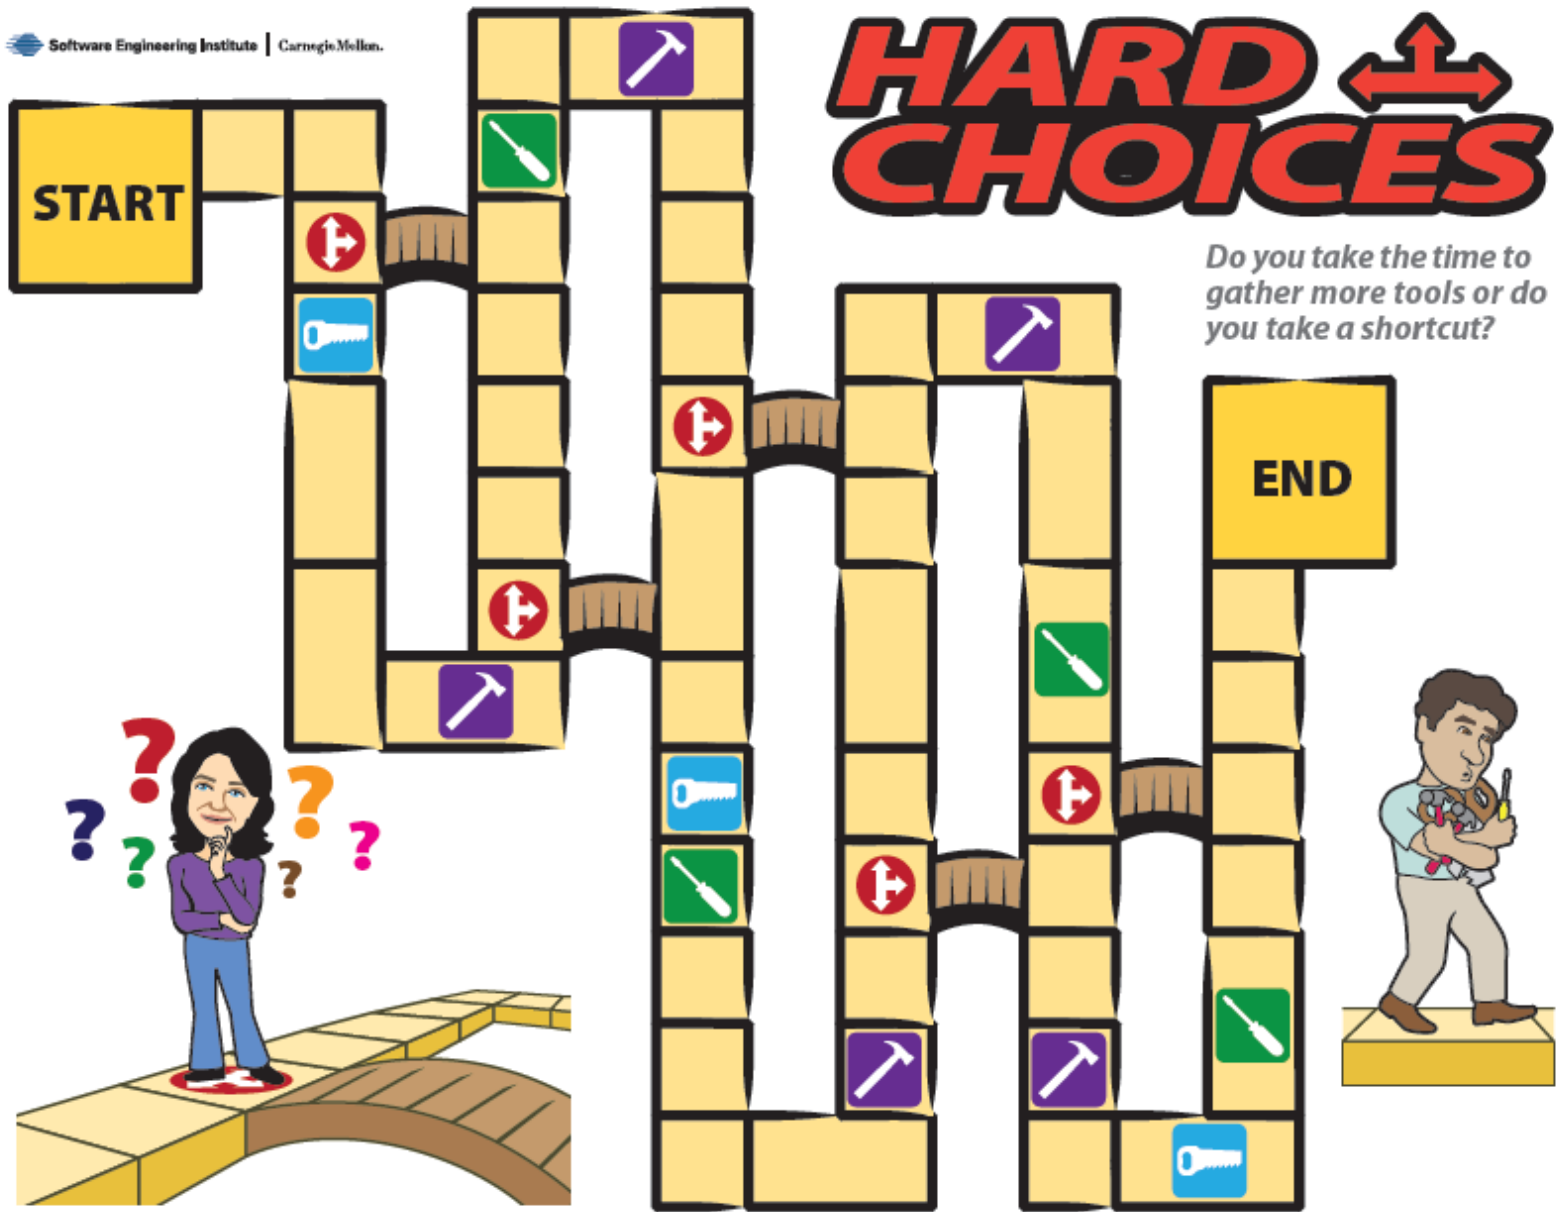 Software Engineering Institute | Carnegie Mellon.
HARD
CHOICES
START
Do you take the time to
gather more tools or do
you take a shortcut?
END
? ? ? ? ? ?